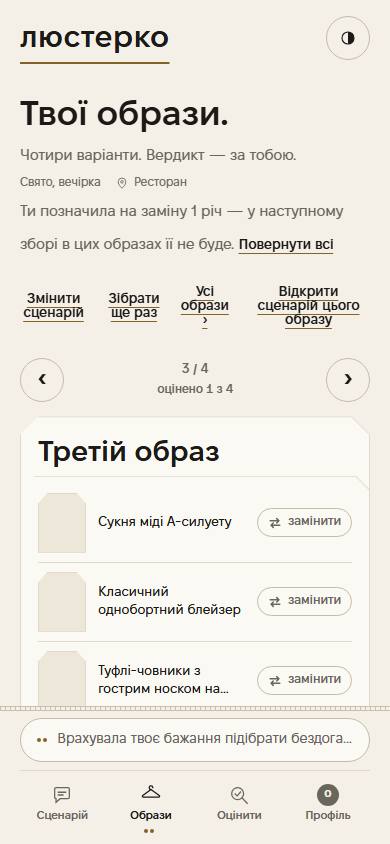 люстерко
Твої образи.
Чотири варіанти. Вердикт — за тобою.
Свято, вечірка Ресторан
Ти позначила на заміну 1 річ — у наступному
зборі в цих образах її не буде. Повернути всі
Змінити
сценарій
Зібрати
ще раз
Усі
образи
›
Відкрити
сценарій цього
образу
‹
3 / 4
оцінено 1 з 4
›
Третій образ
Сукня міді А-силуету
замінити
Класичний
однобортний блейзер
замінити
Туфлі-човники з
гострим носком на...
замінити
Врахувала твоє бажання підібрати бездога...
Сценарій
Образи
Оцінити
О
Профіль